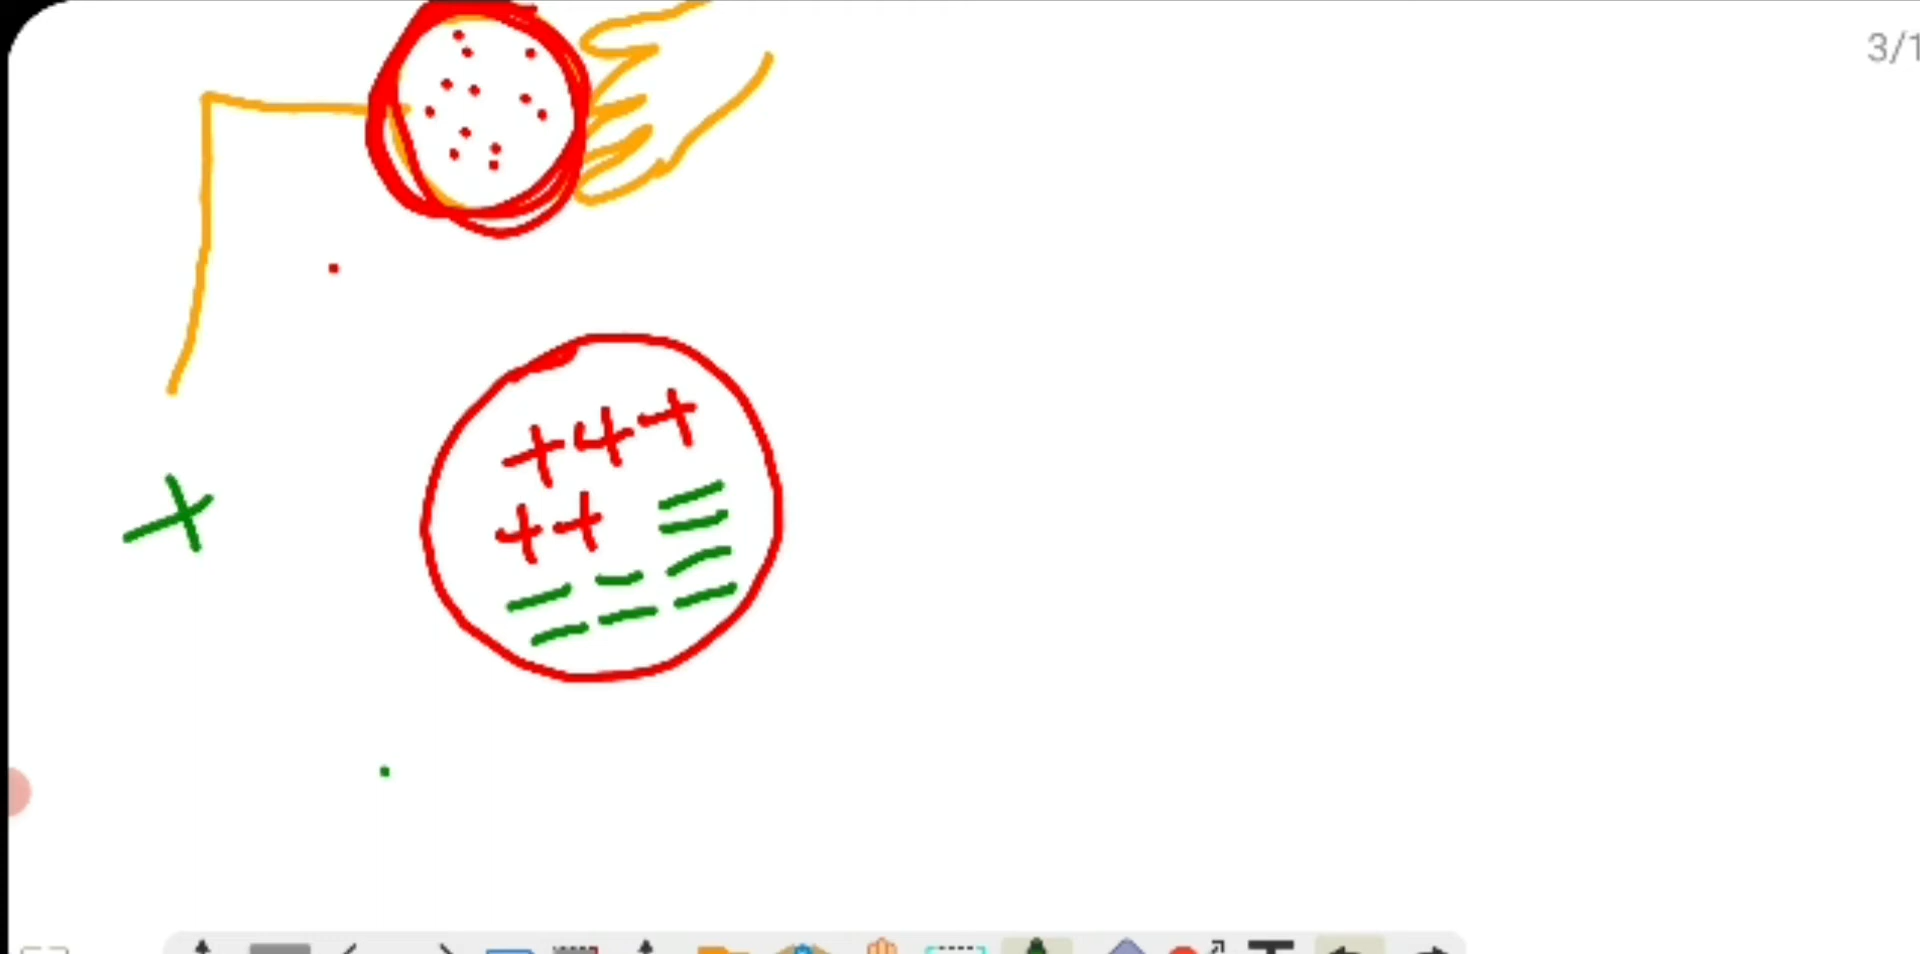 3/1
+ + +
+ +